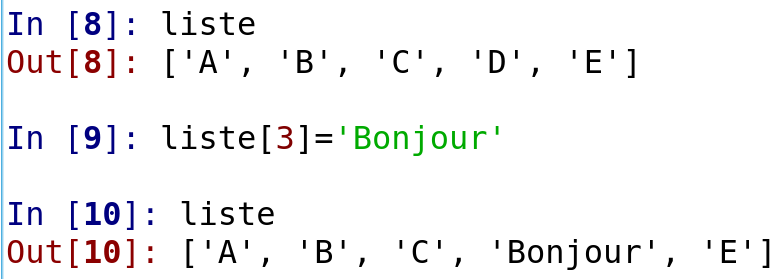 In [8]: liste
Out[8]: ['A', 'B', 'C', 'D', 'E']
In [9]: liste[3]='Bonjour'
In [10]: liste
Out[10]: ['A', 'B', 'C', 'Bonjour', 'E']